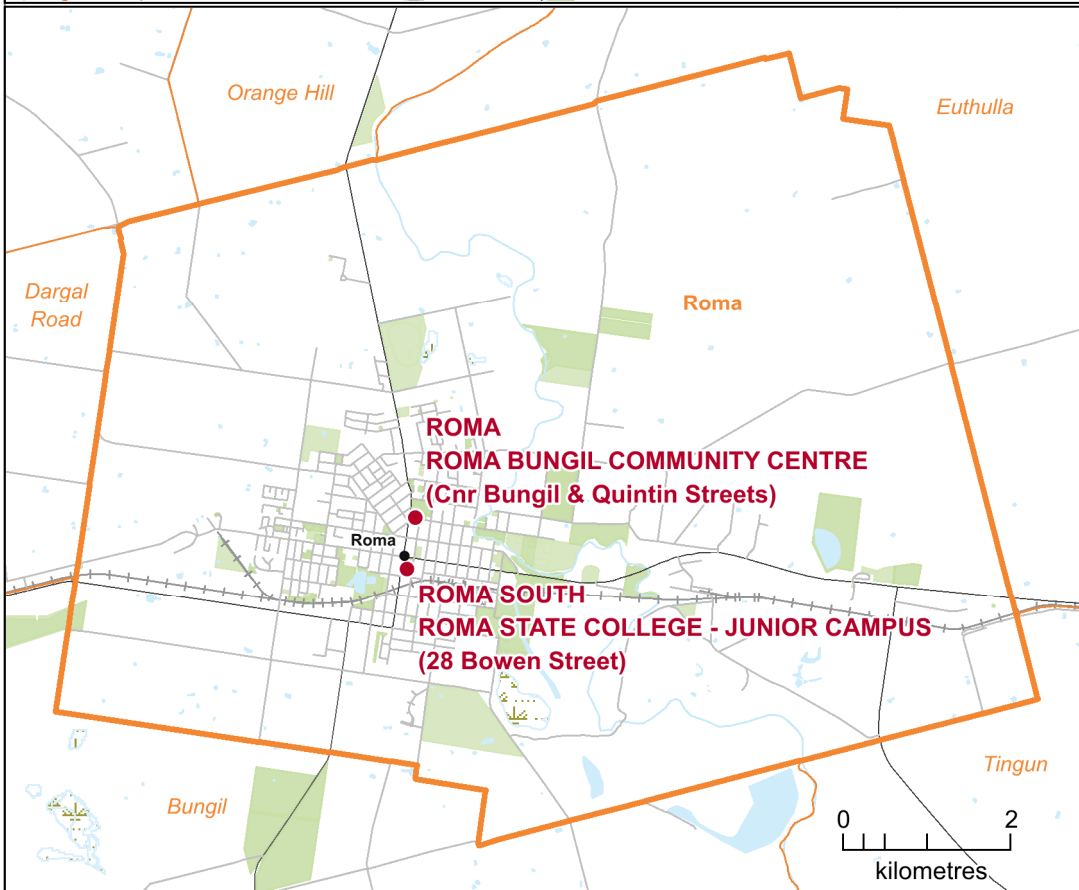 Orange Hill
Euthulla
Dargal
Road
Roma
ROMA
ROMA BUNGIL COMMUNITY CENTRE
(Cnr Bungil & Quintin Streets)
Roma
ROMA SOUTH
ROMA STATE COLLEGE - JUNIOR CAMPUS
(28 Bowen Street)
Tingun
Bungil
0 2
kilometres